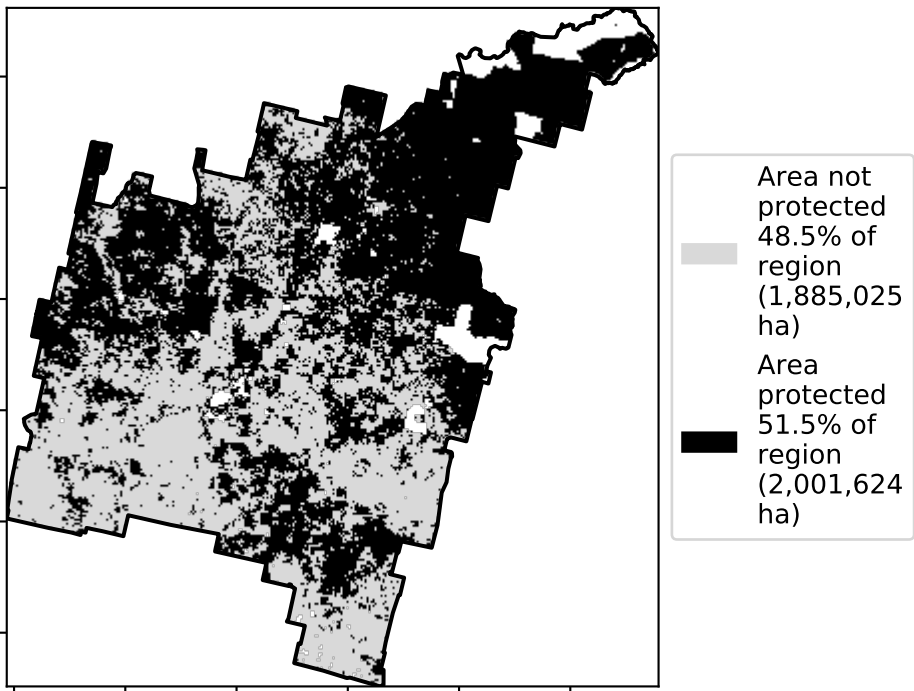 Area not
protected
48.5% of
region
(1,885,025
ha)
Area
protected
51.5% of
region
(2,001,624
ha)